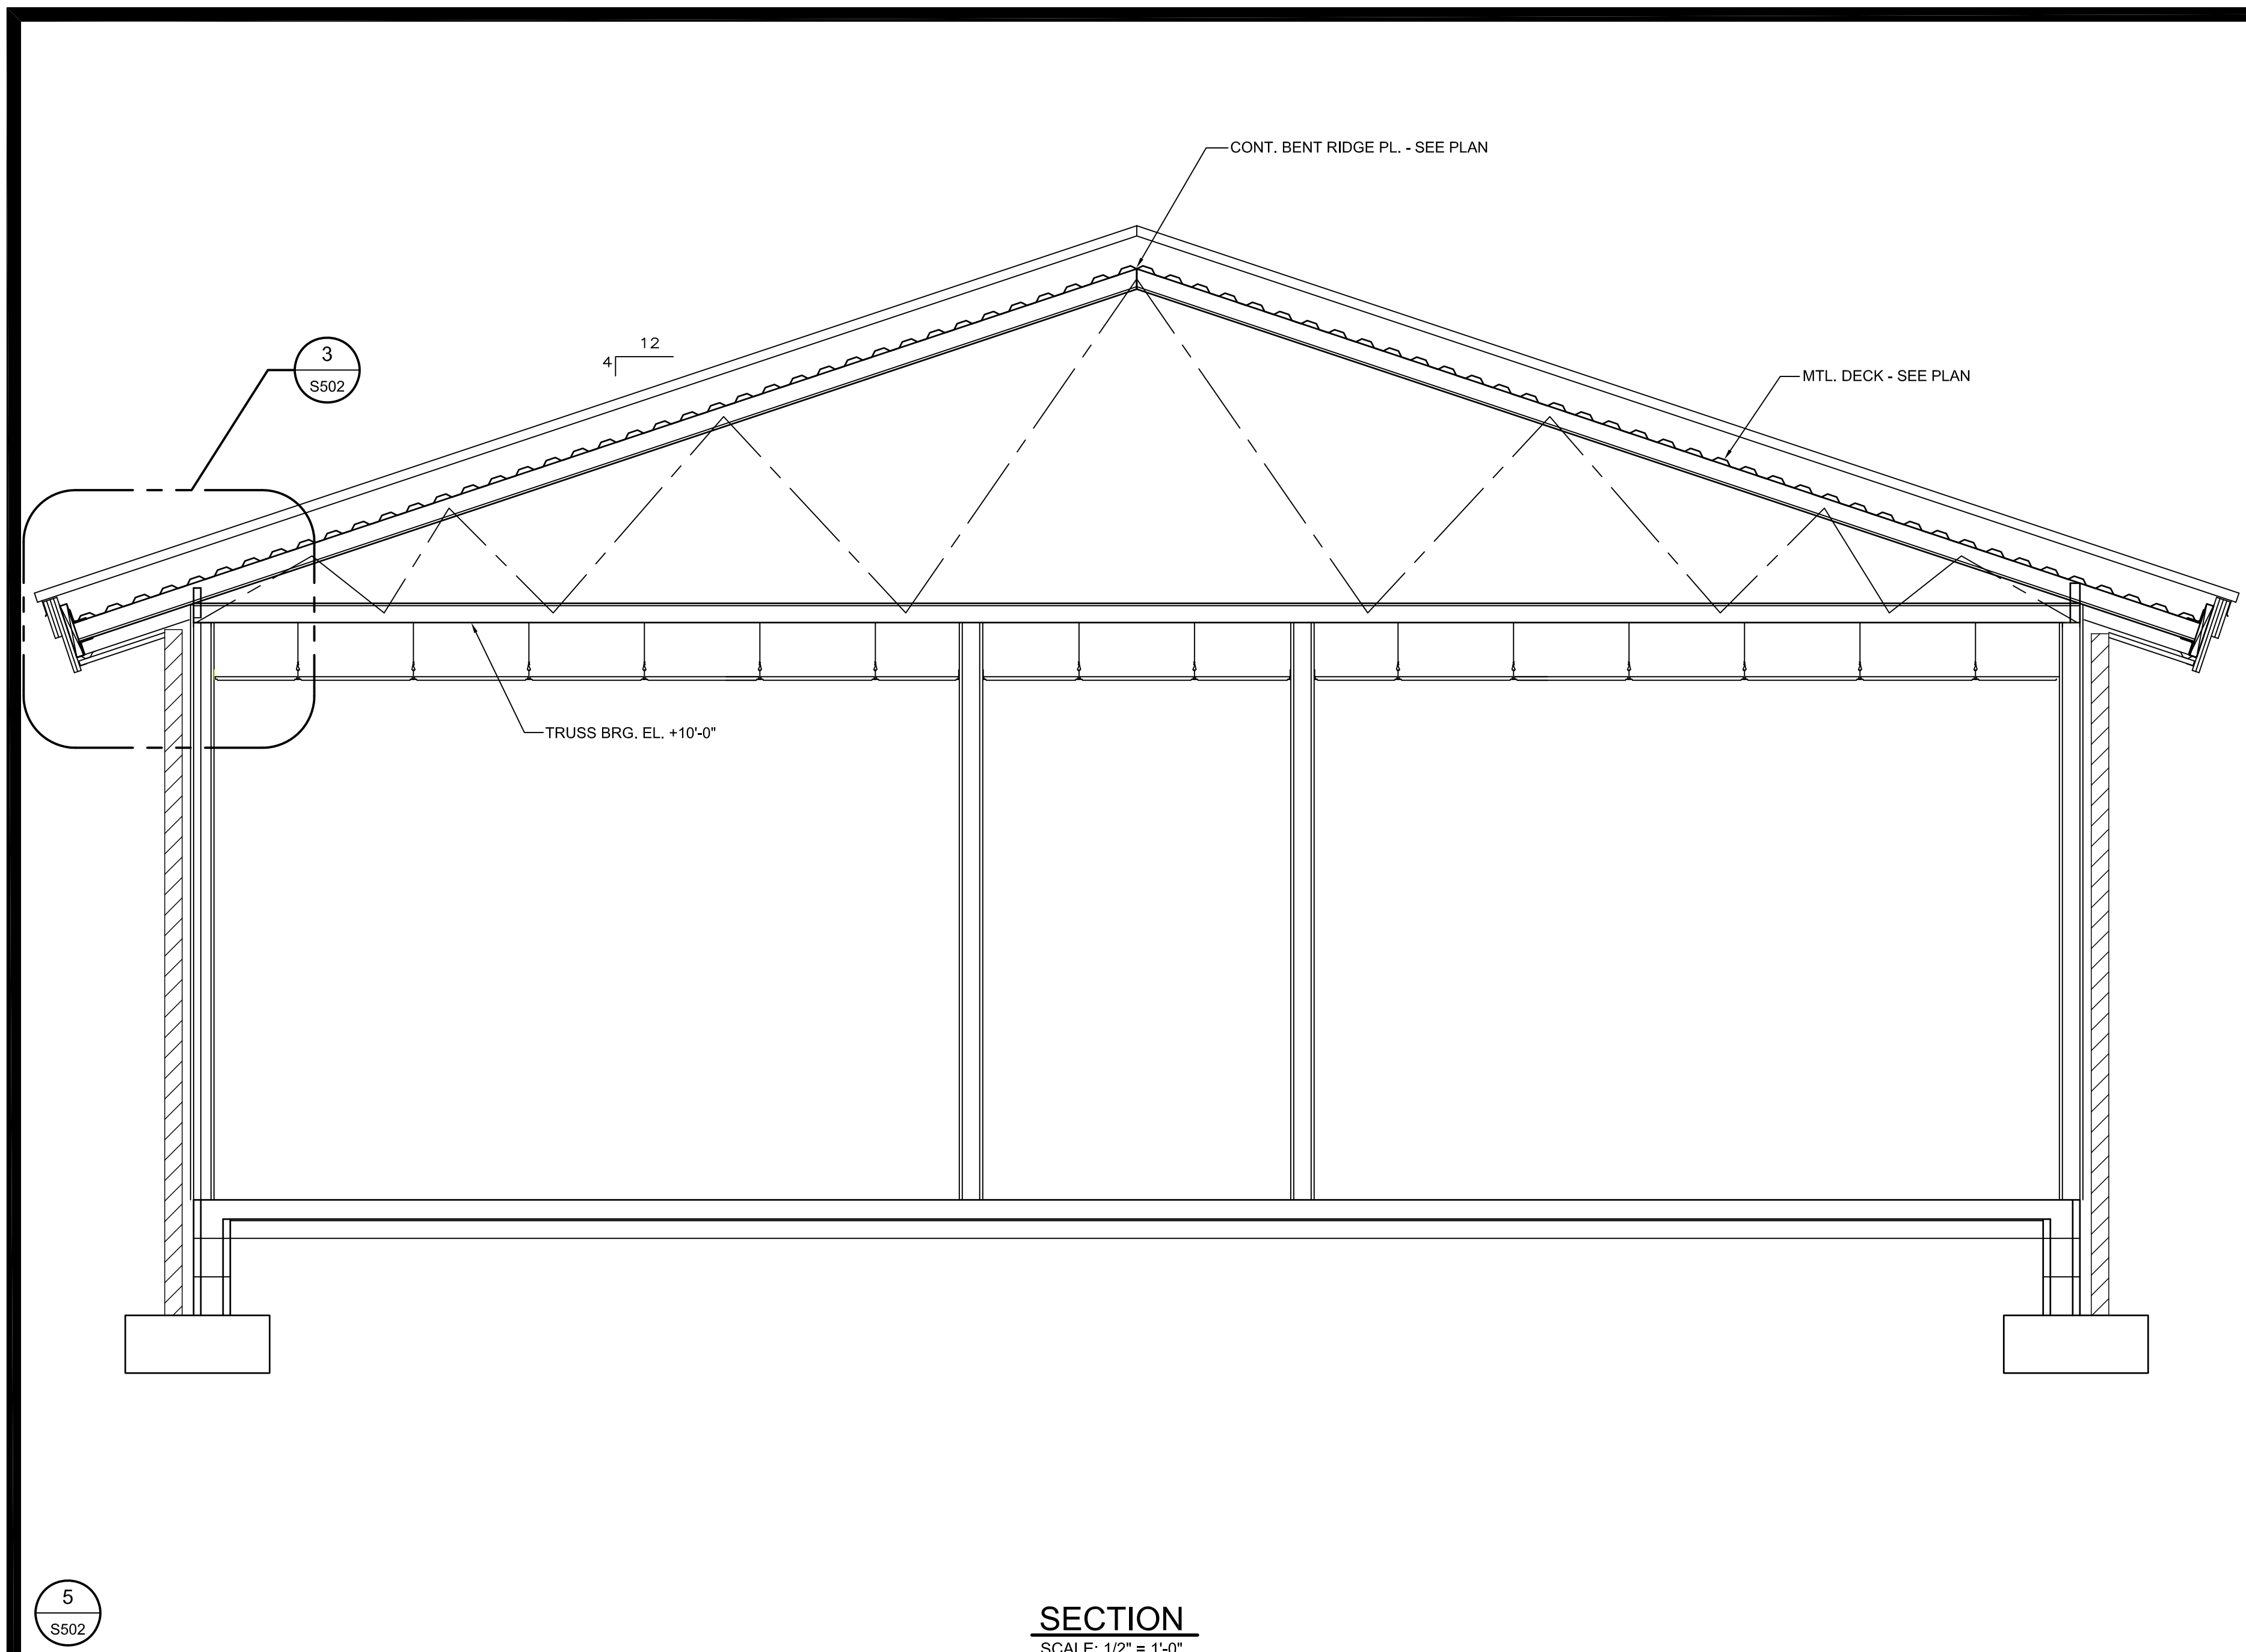 CONT. BENT RIDGE PL. - SEE PLAN
12
4
3
S502
MTL. DECK - SEE PLAN
TRUSS BRG. EL. +10'-0"
5
S502
SECTION
SCALE: 1/2" = 1'-0"